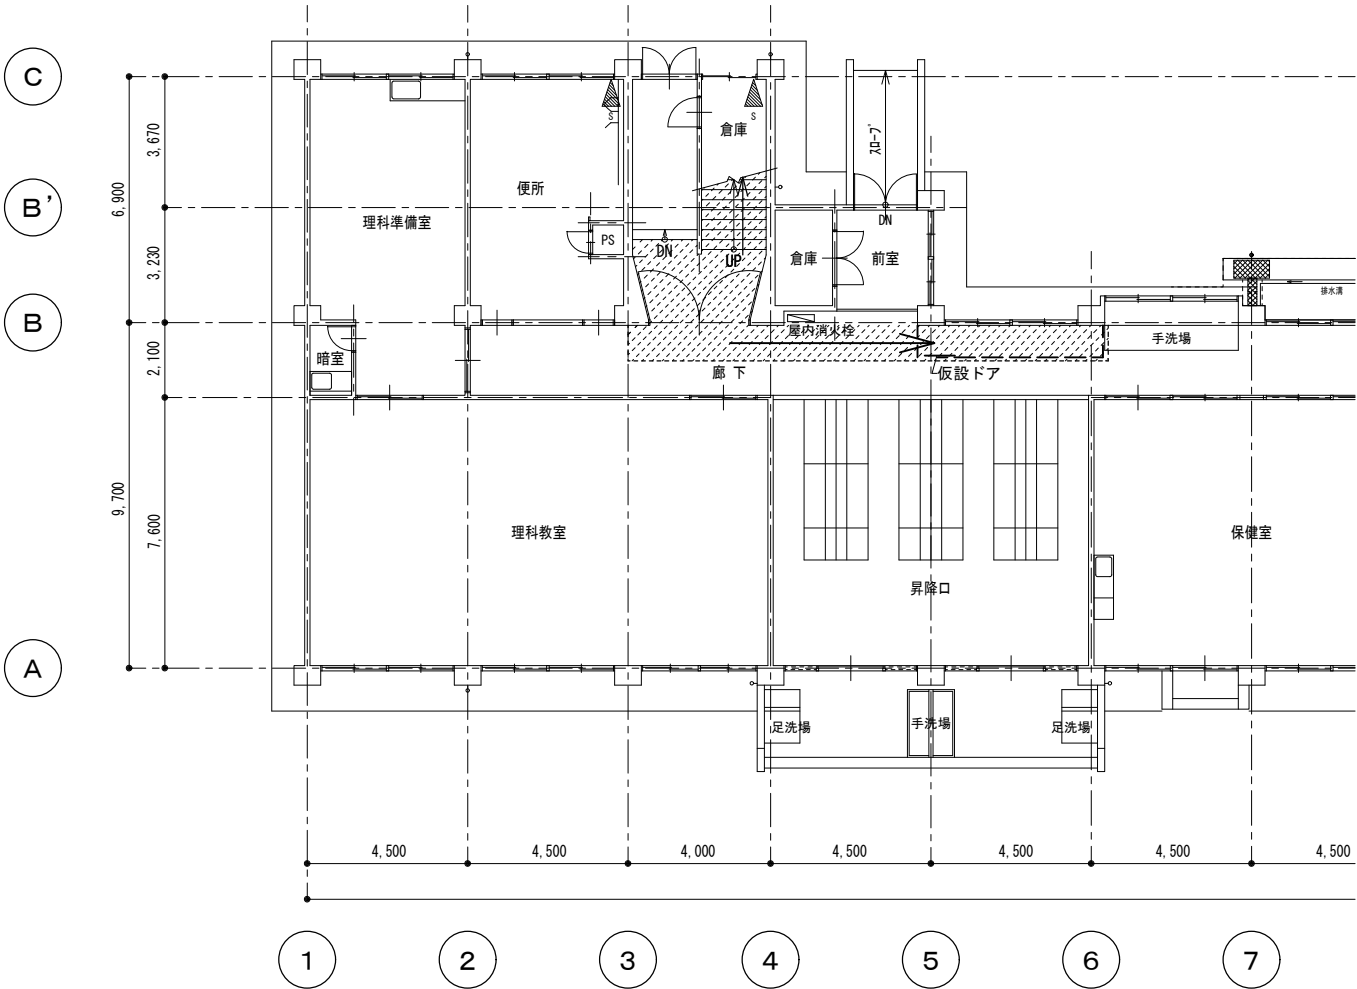 C
3,670
S
S
倉庫
スロープ
便所
6,900
B'
理科準備室
DN
PS
DN
UP
倉庫
前室
3,230
排水溝
B
屋内消火栓
手洗場
暗室
2,100
廊 下
仮設ドア
9,700
7,600
理科教室
保健室
昇降口
A
足洗場
手洗場
足洗場
4,500
4,500
4,000
4,500
4,500
4,500
4,500
1
2
3
4
5
6
7